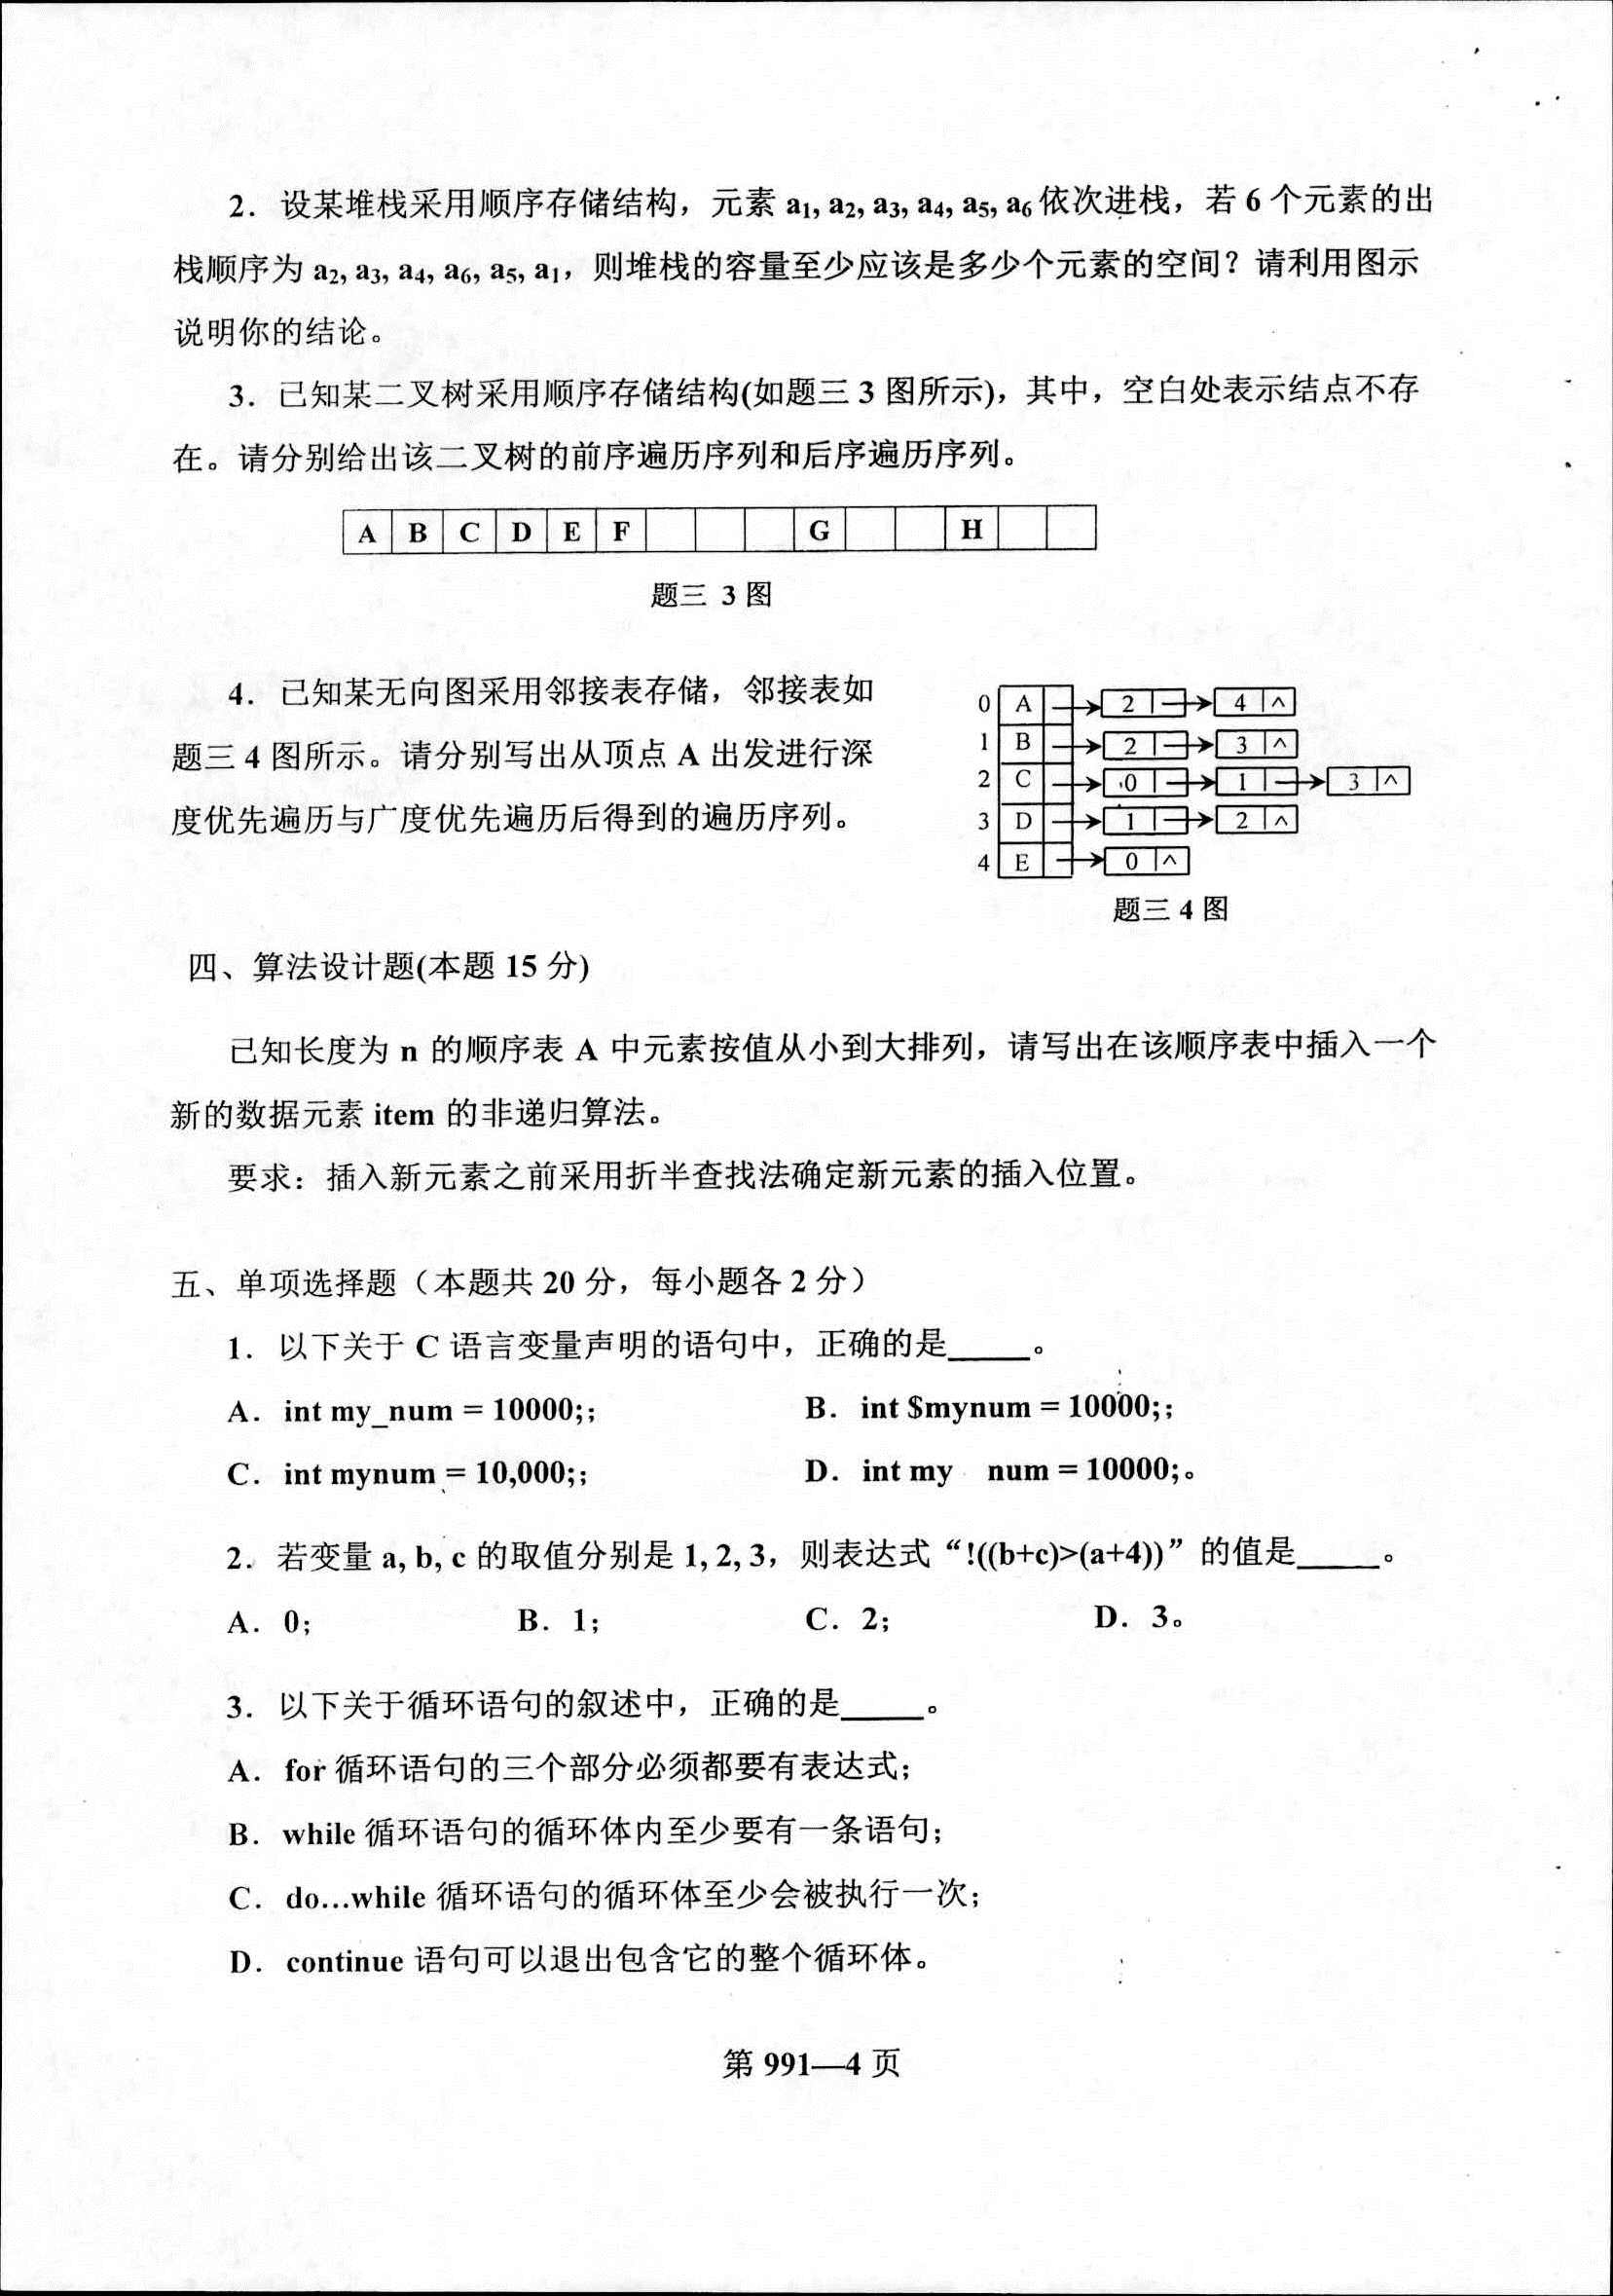 2. 设某堆栈采用顺序存储结构，元素 a1, a2, a3, a4, a5, a6 依次进栈，若 6 个元素的出
栈顺序为 a2, a3, a4, a6, a5, a1，则堆栈的容量至少应该是多少个元素的空间？请利用图示
说明你的结论。
3. 已知某二叉树采用顺序存储结构(如题三 3 图所示)，其中，空白处表示结点不存
在。请分别给出该二叉树的前序遍历序列和后序遍历序列。
A B C D E F G H
题三 3 图
4. 已知某无向图采用邻接表存储，邻接表如
题三 4 图所示。请分别写出从顶点 A 出发进行深
度优先遍历与广度优先遍历后得到的遍历序列。
0 A 2 4 ∧
1 B 2 3 ∧
2 C 0 1 3 ∧
3 D 1 2 ∧
4 E 0 ∧
题三 4 图
四、算法设计题(本题 15 分)
已知长度为 n 的顺序表 A 中元素按值从小到大排列，请写出在该顺序表中插入一个
新的数据元素 item 的非递归算法。
要求：插入新元素之前采用折半查找法确定新元素的插入位置。
五、单项选择题（本题共 20 分，每小题各 2 分）
1. 以下关于 C 语言变量声明的语句中，正确的是_____。
A. int my_num = 10000;; B. int $mynum = 10000;;
C. int mynum = 10,000;; D. int my num = 10000;。
2. 若变量 a, b, c 的取值分别是 1, 2, 3，则表达式“!((b+c)>(a+4))”的值是_____。
A. 0; B. 1; C. 2; D. 3。
3. 以下关于循环语句的叙述中，正确的是_____。
A. for 循环语句的三个部分必须都要有表达式；
B. while 循环语句的循环体内至少要有一条语句；
C. do...while 循环语句的循环体至少会被执行一次；
D. continue 语句可以退出包含它的整个循环体。
第 991—4 页